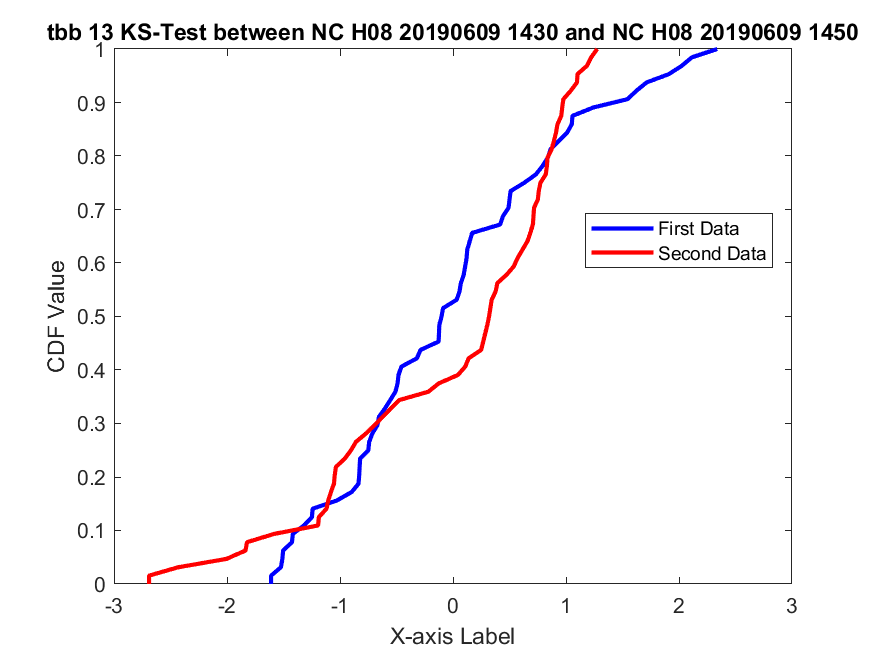 tbb 13 KS-Test between NC H08 20190609 1430 and NC H08 20190609 1450
1
0.9
0.8
0.7
0.6
0.5
0.4
0.3
0.2
0.1
0
CDF Value
First Data
Second Data
-3 -2 -1 0 1 2 3
X-axis Label